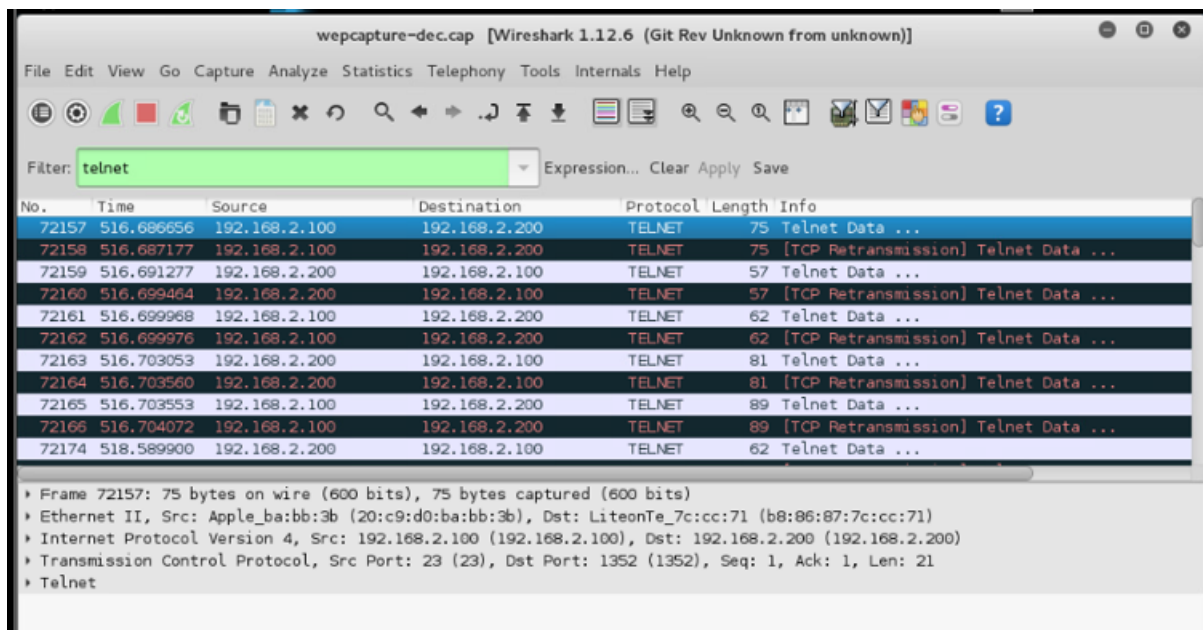 wepcapture-dec.cap [Wireshark 1.12.6 (Git Rev Unknown from unknown)]
File Edit View Go Capture Analyze Statistics Telephony Tools Internals Help
Filter: telnet Expression... Clear Apply Save
No. Time Source Destination Protocol Length Info
72157 516.686656 192.168.2.100 192.168.2.200 TELNET 75 Telnet Data ...
72158 516.687177 192.168.2.100 192.168.2.200 TELNET 75 [TCP Retransmission] Telnet Data ...
72159 516.691277 192.168.2.200 192.168.2.100 TELNET 57 Telnet Data ...
72160 516.699464 192.168.2.200 192.168.2.100 TELNET 57 [TCP Retransmission] Telnet Data ...
72161 516.699968 192.168.2.200 192.168.2.100 TELNET 62 Telnet Data ...
72162 516.699976 192.168.2.200 192.168.2.100 TELNET 62 [TCP Retransmission] Telnet Data ...
72163 516.703053 192.168.2.200 192.168.2.100 TELNET 81 Telnet Data ...
72164 516.703560 192.168.2.200 192.168.2.100 TELNET 81 [TCP Retransmission] Telnet Data ...
72165 516.703553 192.168.2.100 192.168.2.200 TELNET 89 Telnet Data ...
72166 516.704072 192.168.2.100 192.168.2.200 TELNET 89 [TCP Retransmission] Telnet Data ...
72174 518.589900 192.168.2.200 192.168.2.100 TELNET 62 Telnet Data ...
Frame 72157: 75 bytes on wire (600 bits), 75 bytes captured (600 bits)
Ethernet II, Src: Apple_ba:bb:3b (20:c9:d0:ba:bb:3b), Dst: LiteonTe_7c:cc:71 (b8:86:87:7c:cc:71)
Internet Protocol Version 4, Src: 192.168.2.100 (192.168.2.100), Dst: 192.168.2.200 (192.168.2.200)
Transmission Control Protocol, Src Port: 23 (23), Dst Port: 1352 (1352), Seq: 1, Ack: 1, Len: 21
Telnet